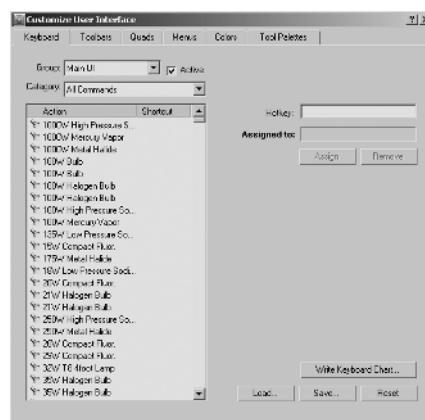 Customize User Interface
Keyboard Toolbars Quads Menus Colors Tool Palettes
Group: Main UI Active
Category: All Commands
Action Shortcut
1000W High Pressure S...
1000W Mercury Vapor
1000W Metal Halide
100W Bulb
100W Bulb
100W Halogen Bulb
100W Halogen Bulb
100W High Pressure So...
100W Mercury Vapor
135W Low Pressure So...
15W Compact Fluor.
175W Metal Halide
18W Low Pressure Sodi...
20W Compact Fluor.
21W Halogen Bulb
21W Halogen Bulb
250W High Pressure So...
250W Metal Halide
26W Compact Fluor.
26W Compact Fluor.
32W T8 4foot Lamp
35W Halogen Bulb
35W Halogen Bulb
Hotkey:
Assigned to:
Assign Remove
Write Keyboard Chart...
Load... Save... Reset